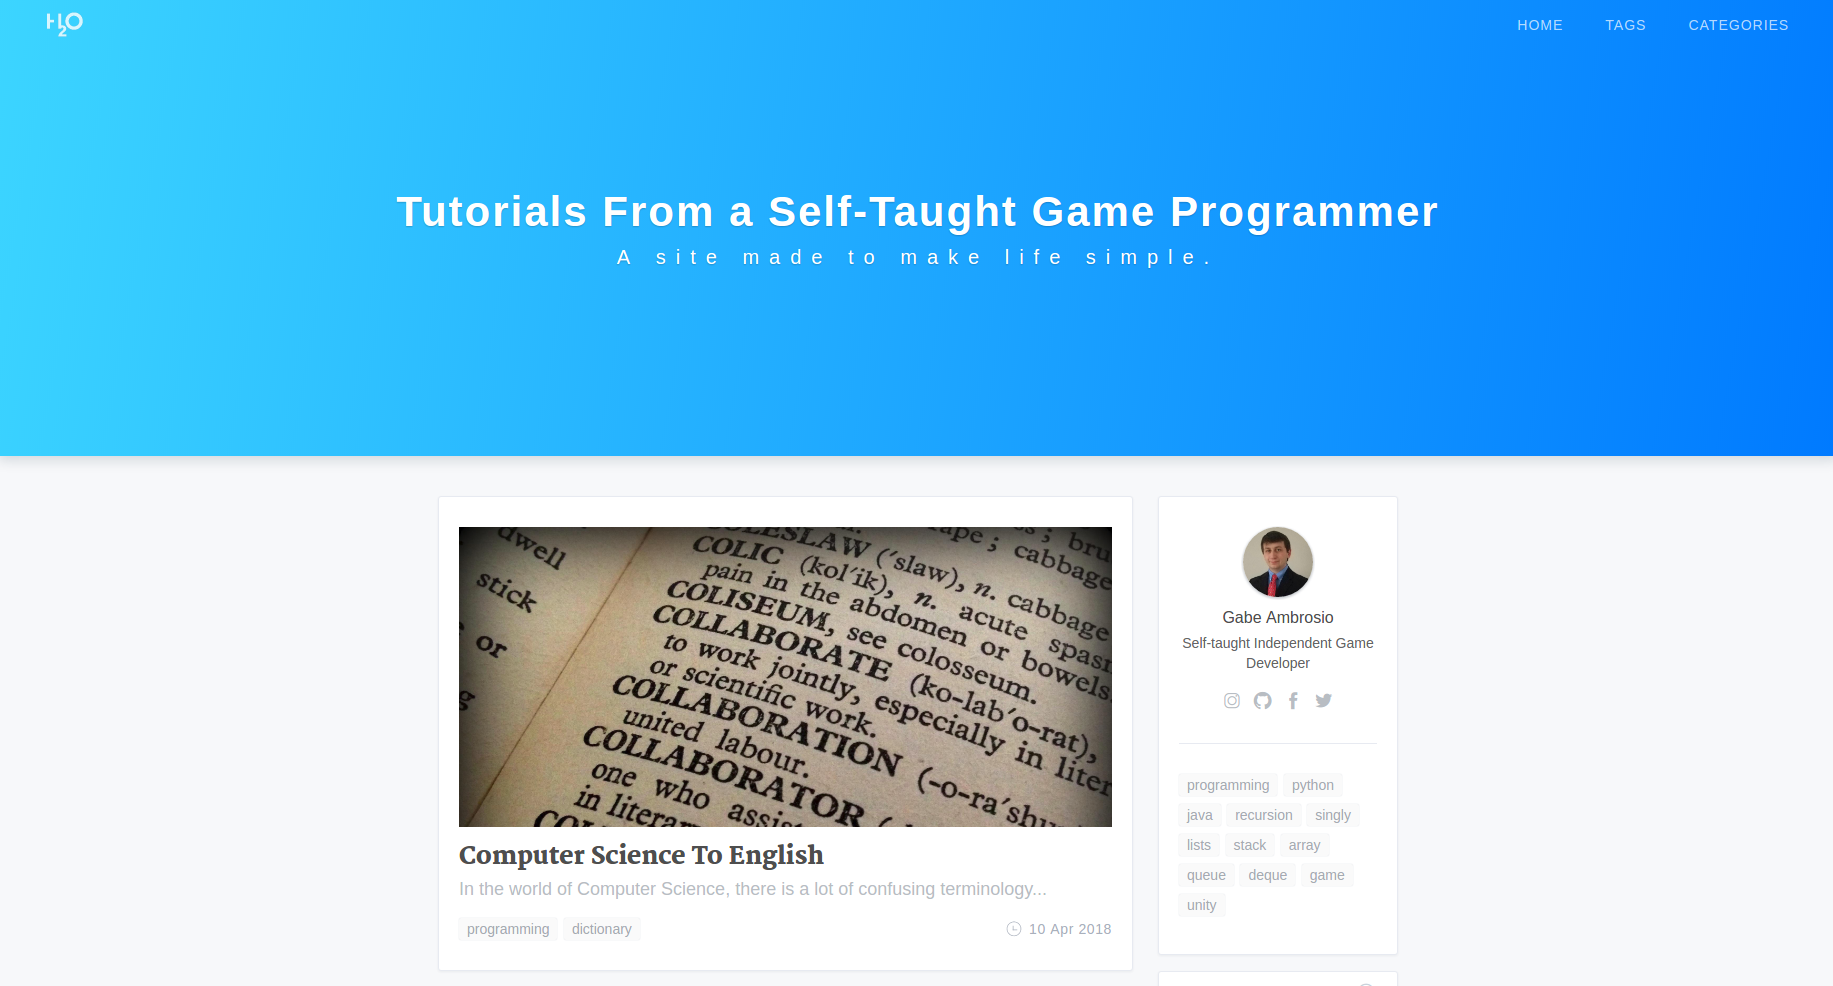 H2O
HOME TAGS CATEGORIES
Tutorials From a Self-Taught Game Programmer
A site made to make life simple.
dwell
stick
or
COLESLAW ('slaw), n. cabbage
COLIC (kol'ik), n. acute spasm
pain in the abdomen or bowels.
COLISEUM, see colosseum.
COLLABORATE (ko-lab'o-rat),
to work jointly, especially in liter
or scientific work.
COLLABORATION (-o-ra'shu
united labour.
COLLABORATOR
one who assis
in literar
Computer Science To English
In the world of Computer Science, there is a lot of confusing terminology...
programming dictionary
10 Apr 2018
Gabe Ambrosio
Self-taught Independent Game
Developer
programming python
java recursion singly
lists stack array
queue deque game
unity